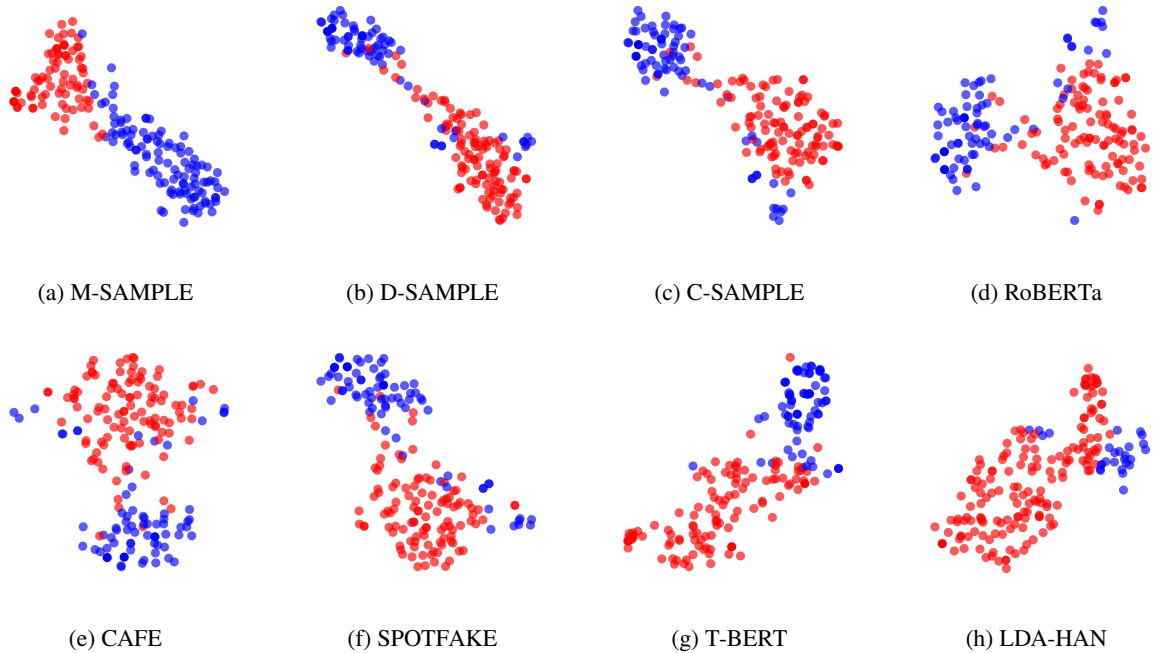 (a) M-SAMPLE (b) D-SAMPLE (c) C-SAMPLE (d) RoBERTa
(e) CAFE (f) SPOTFAKE (g) T-BERT (h) LDA-HAN